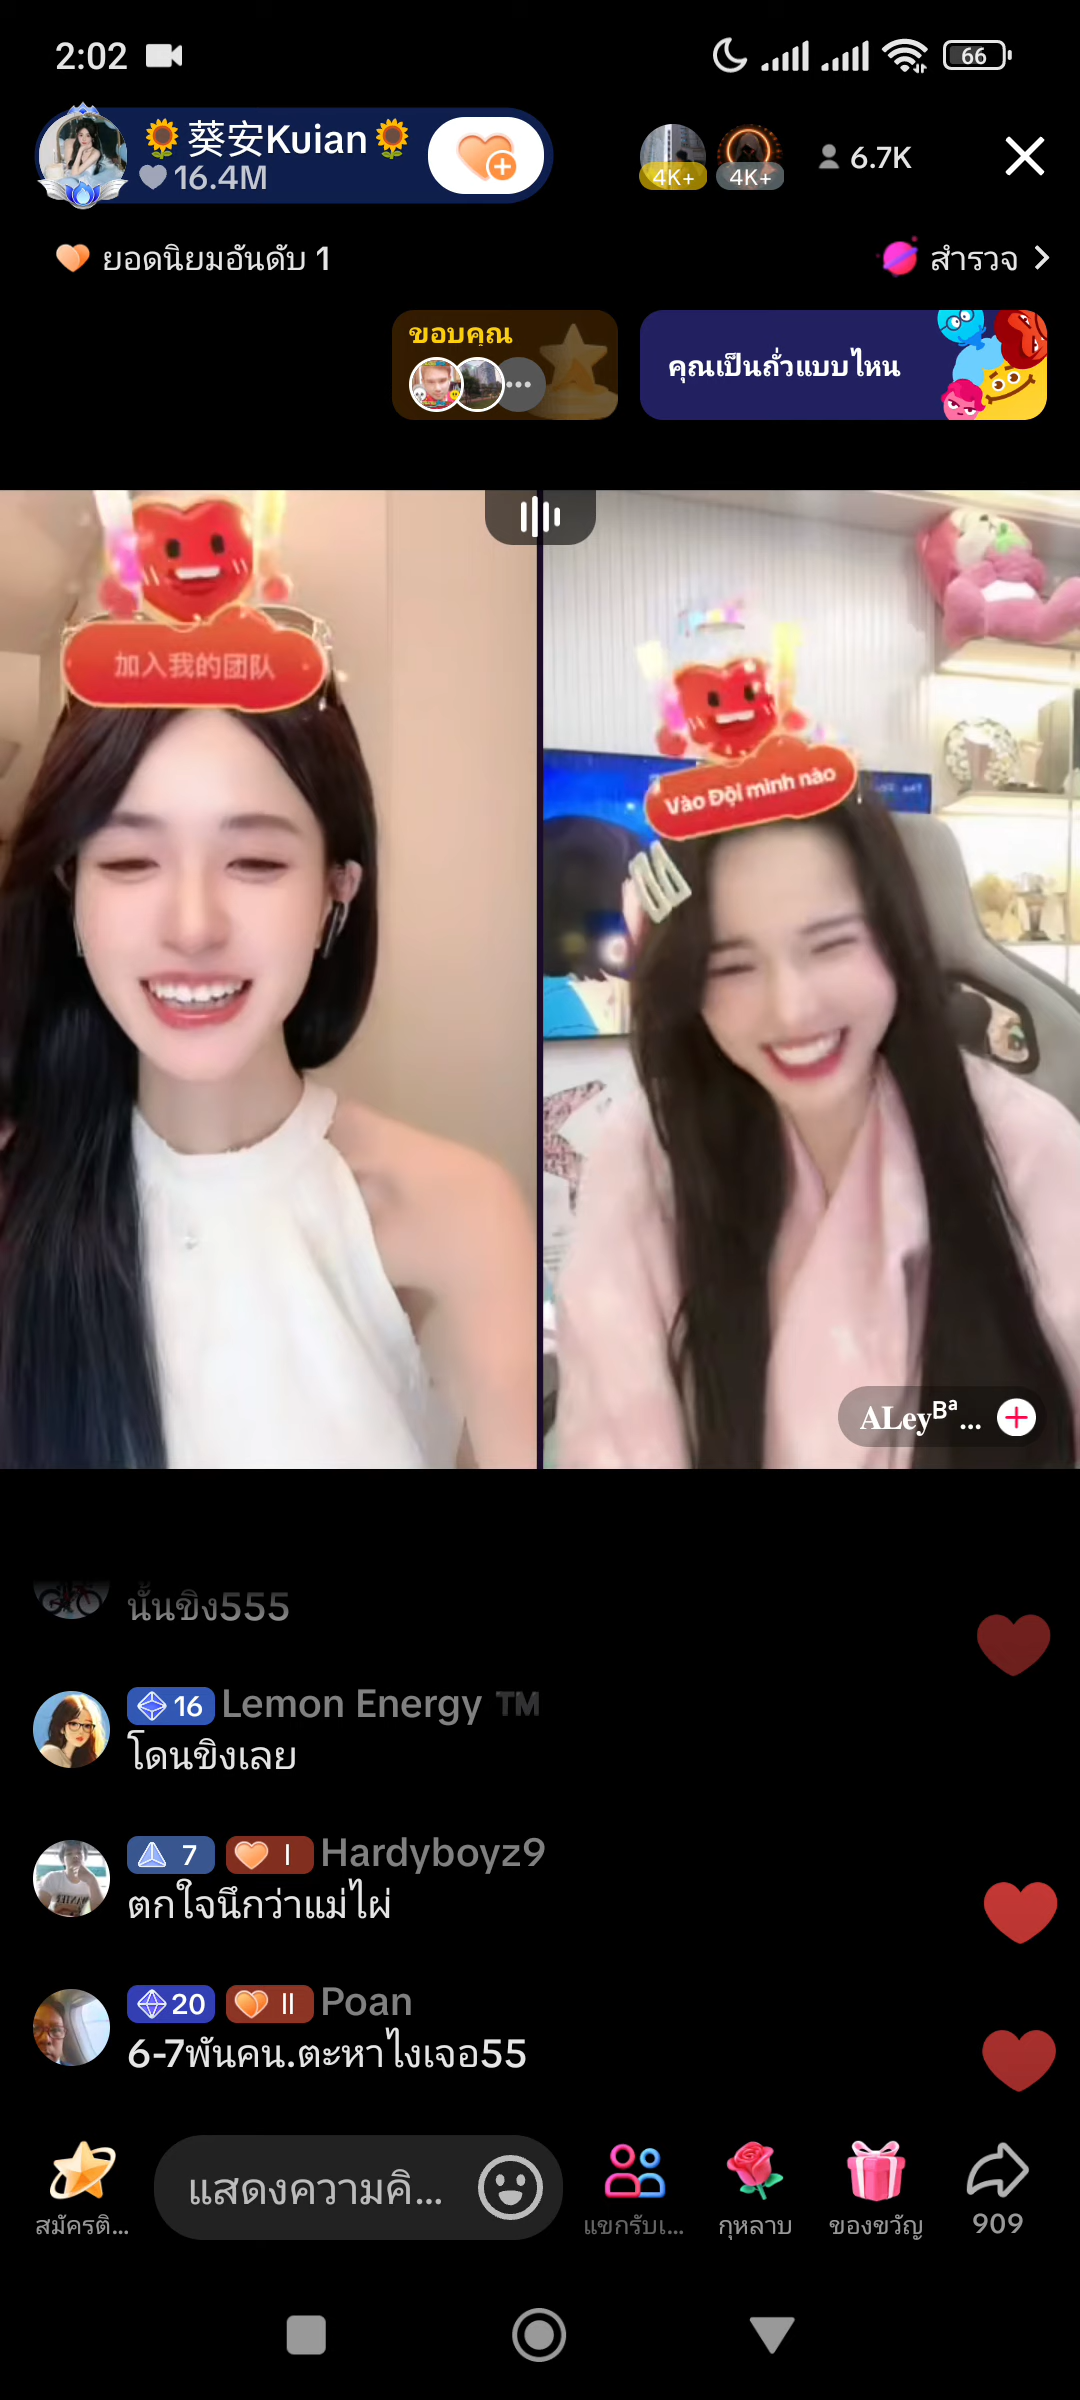 2:02
66
🌻葵安Kuian🌻
16.4M
4K+
4K+
6.7K
ยอดนิยมอันดับ 1
สำรวจ
ขอบคุณ
คุณเป็นถั่วแบบไหน
加入我的团队
Vào Đội mình nào
ALeyᴮᵃ...
นั้นขิง555
16 Lemon Energy ™️
โดนขิงเลย
7 I Hardyboyz9
ตกใจนึกว่าแม่ไผ่
20 II Poan
6-7พันคน.ตะหาไงเจอ55
แสดงความคิ...
สมัครติ...
แขกรับเ...
กุหลาบ
ของขวัญ
909